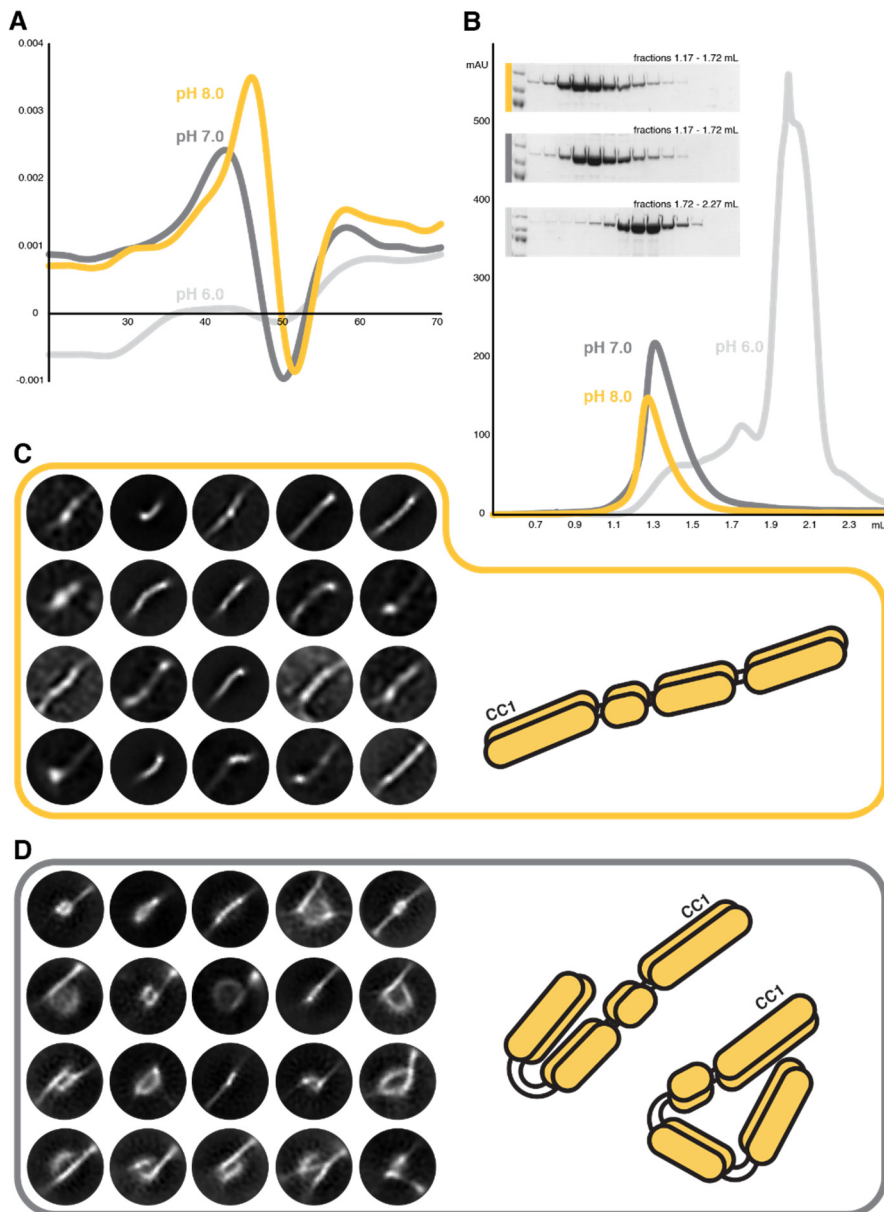 A
0.004
0.003
0.002
0.001
0
-0.001
30
40
50
60
70
pH 8.0
pH 7.0
pH 6.0
B
mAU
500
400
300
200
100
0
0.7
0.9
1.1
1.3
1.5
1.7
1.9
2.1
2.3
mL
fractions 1.17 - 1.72 mL
fractions 1.17 - 1.72 mL
fractions 1.72 - 2.27 mL
pH 7.0
pH 8.0
pH 6.0
C
CC1
D
CC1
CC1